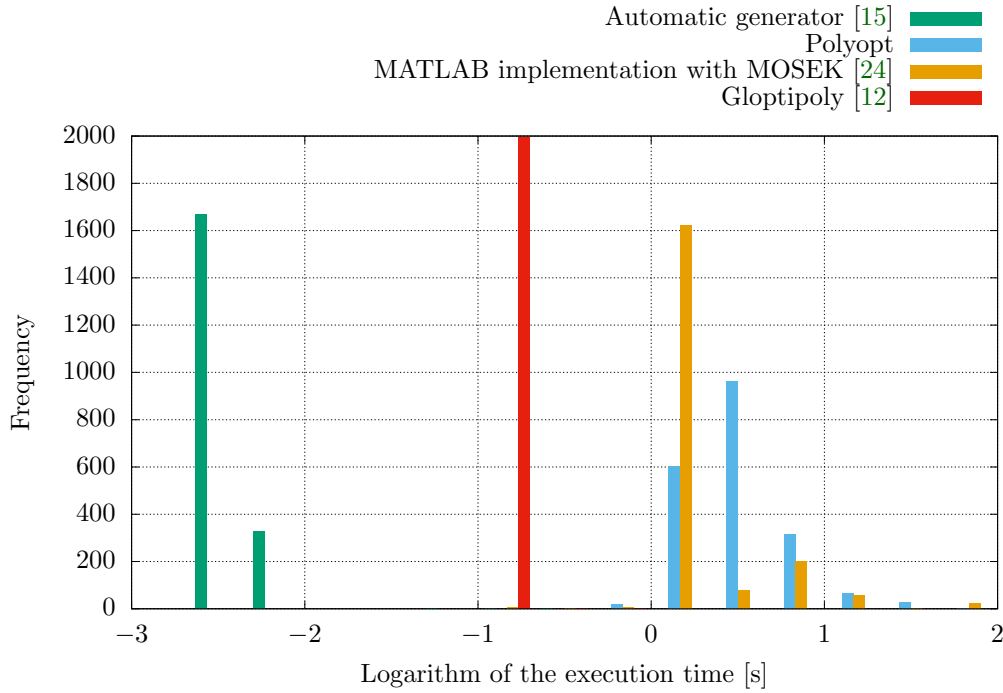 Automatic generator [15]
Polyopt
MATLAB implementation with MOSEK [24]
Gloptipoly [12]
2000
1800
1600
1400
1200
1000
800
600
400
200
0
Frequency
−3 −2 −1 0 1 2
Logarithm of the execution time [s]